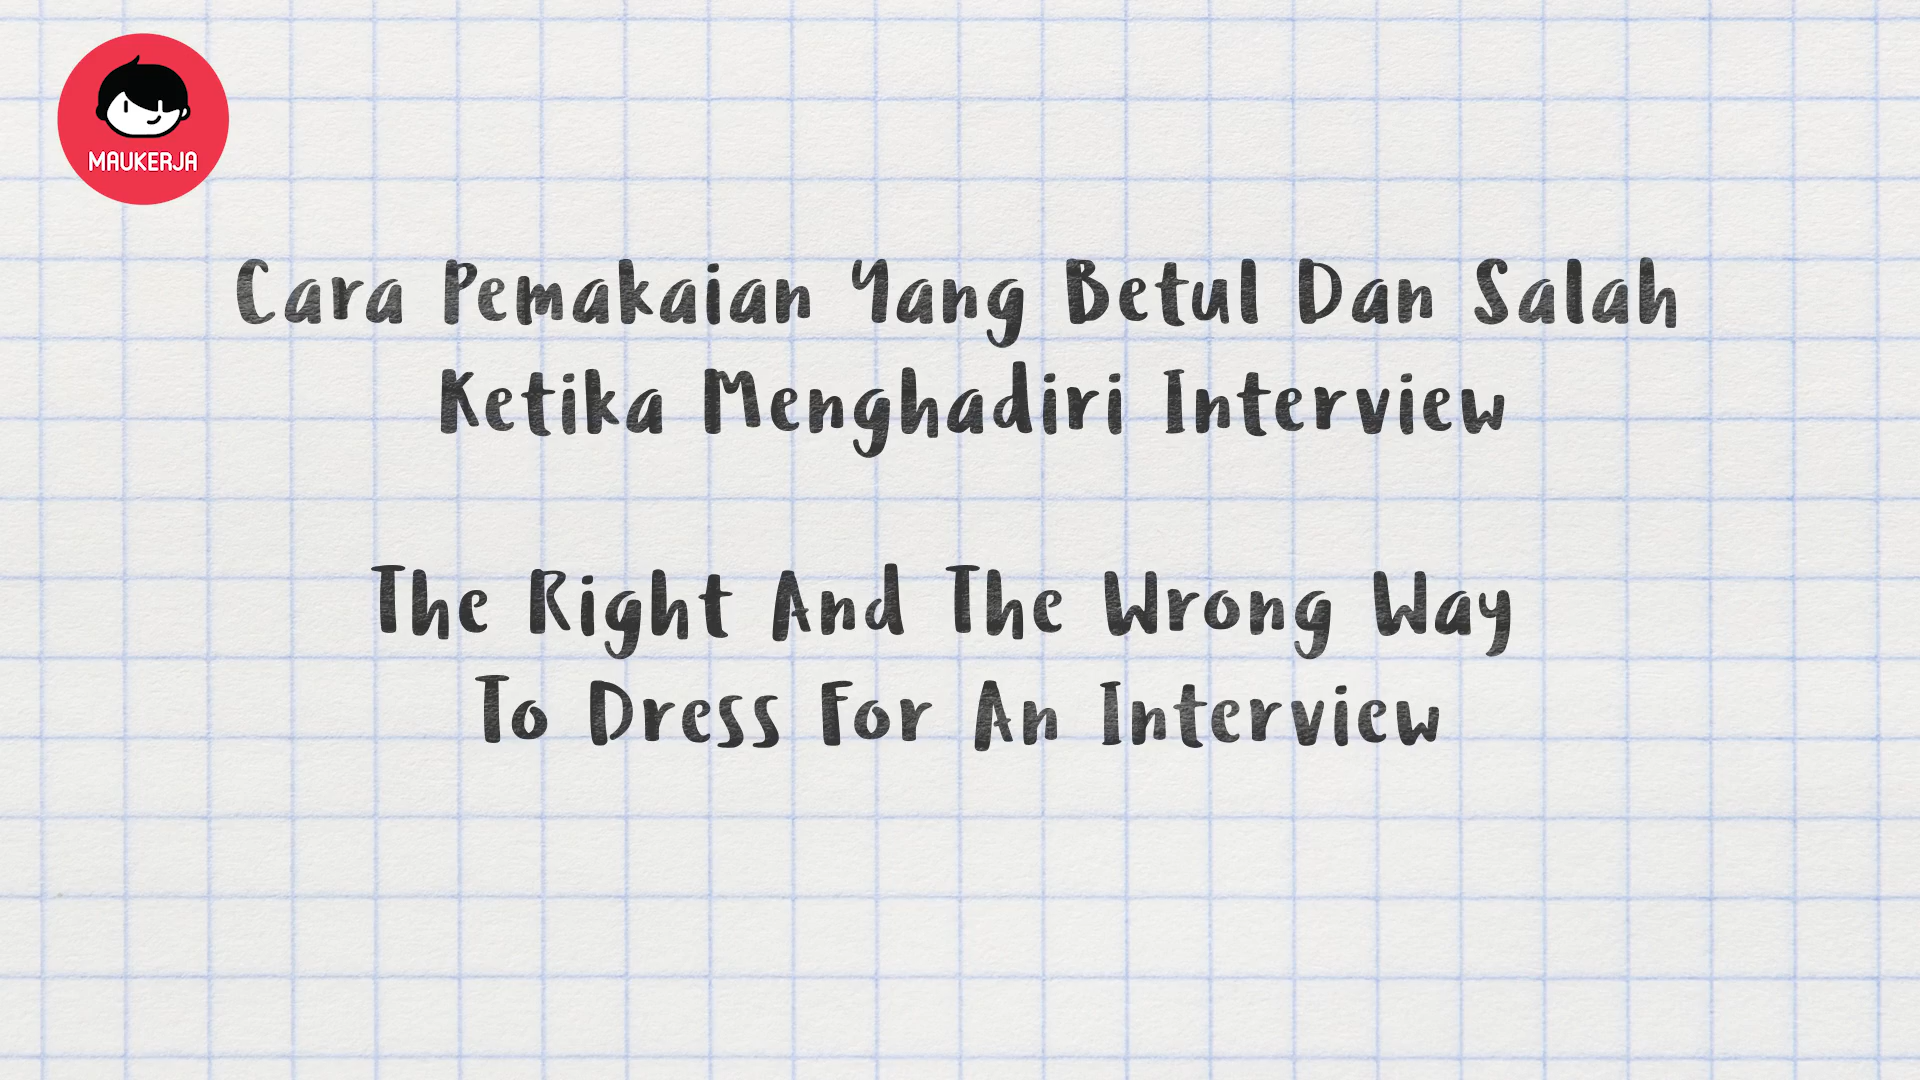 MAUKERJA
Cara Pemakaian Yang Betul Dan Salah
Ketika Menghadiri Interview
The Right And The Wrong Way
To Dress For An Interview